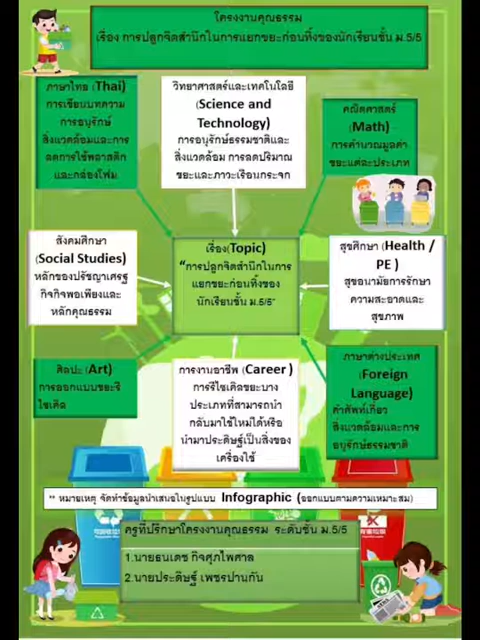 โครงงานคุณธรรม
เรื่อง การปลูกจิตสำนึกในการแยกขยะก่อนทิ้งของนักเรียนชั้น ม.5/5
ภาษาไทย (Thai)
การเขียนบทความ
การอนุรักษ์
สิ่งแวดล้อมและการ
ลดการใช้พลาสติก
และกล่องโฟม
วิทยาศาสตร์และเทคโนโลยี
(Science and
Technology)
การอนุรักษ์ธรรมชาติและ
สิ่งแวดล้อม การลดปริมาณ
ขยะและภาวะเรือนกระจก
คณิตศาสตร์
(Math)
การคำนวณมูลค่า
ขยะแต่ละประเภท
สังคมศึกษา
(Social Studies)
หลักของปรัชญาเศรษ
กิจกิจพอเพียงและ
หลักคุณธรรม
เรื่อง(Topic)
"การปลูกจิตสำนึกในการ
แยกขยะก่อนทิ้งของ
นักเรียนชั้น ม.5/5"
สุขศึกษา (Health /
PE )
สุขอนามัยการรักษา
ความสะอาดและ
สุขภาพ
ศิลปะ (Art)
การออกแบบขยะรี
ไซเคิล
การงานอาชีพ (Career )
การรีไซเคิลขยะบาง
ประเภทที่สามารถนำ
กลับมาใช้ใหม่ได้หรือ
นำมาประดิษฐ์เป็นสิ่งของ
เครื่องใช้
ภาษาต่างประเทศ
(Foreign
Language)
คำศัพท์เกี่ยว
สิ่งแวดล้อมและการ
อนุรักษ์ธรรมชาติ
** หมายเหตุ จัดทำข้อมูลนำเสนอในรูปแบบ Infographic (ออกแบบตามความเหมาะสม)
ครูที่ปรึกษาโครงงานคุณธรรม ระดับชั้น ม.5/5
1.นายธนเดช กิจศุภไพศาล
2.นายประดิษฐ์ เพชรปานกัน